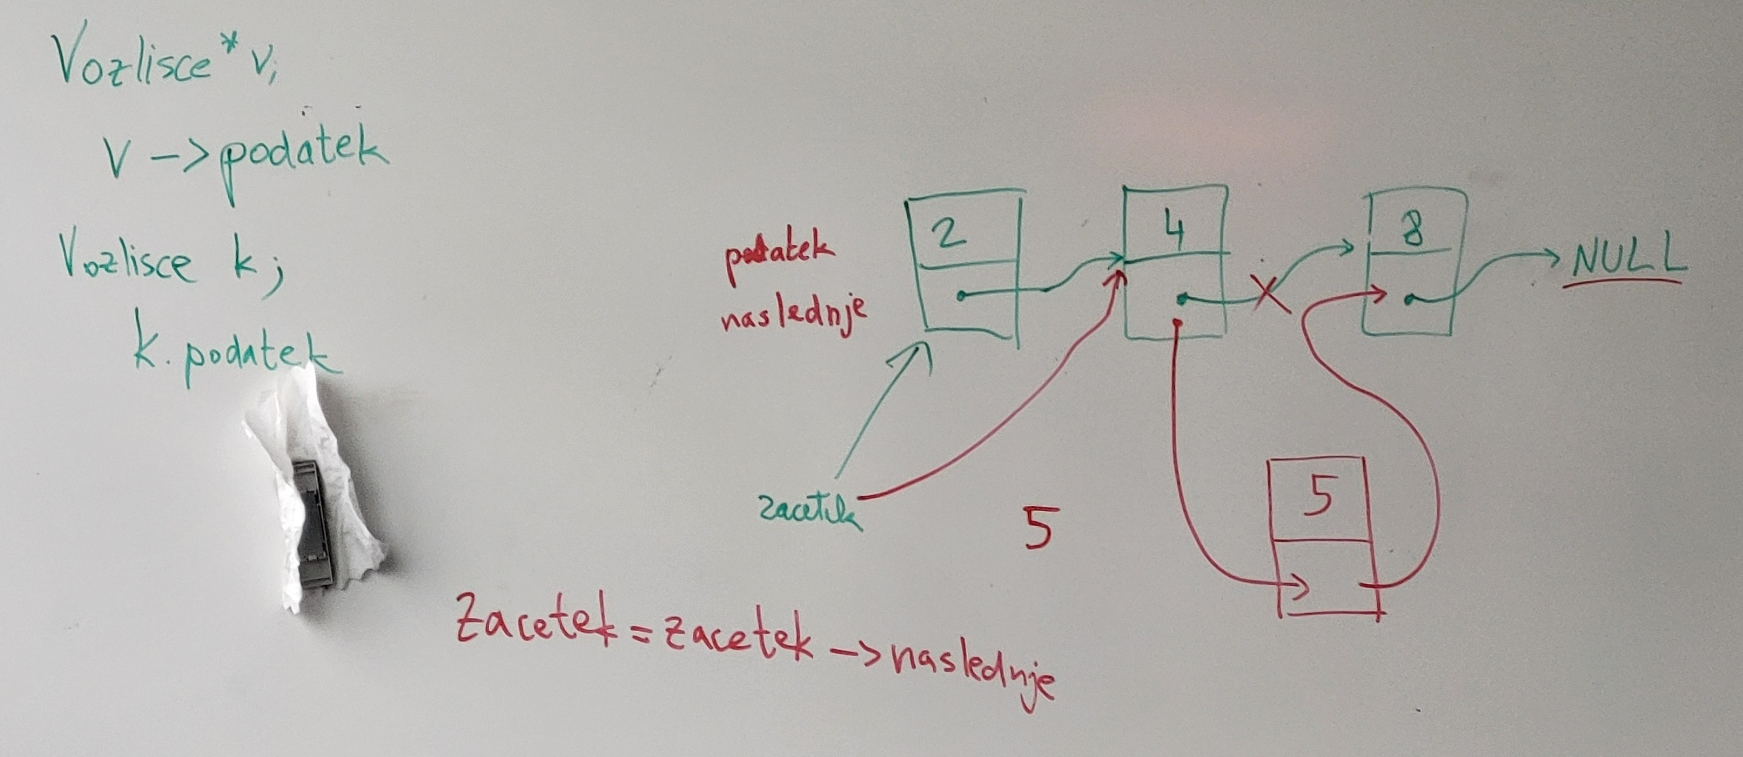 Vozlisce* v;
v -> podatek
Vozlisce k;
k. podatek
podatek
naslednje
2
4
8
NULL
zacetek
5
5
Zacetek = zacetek -> naslednje